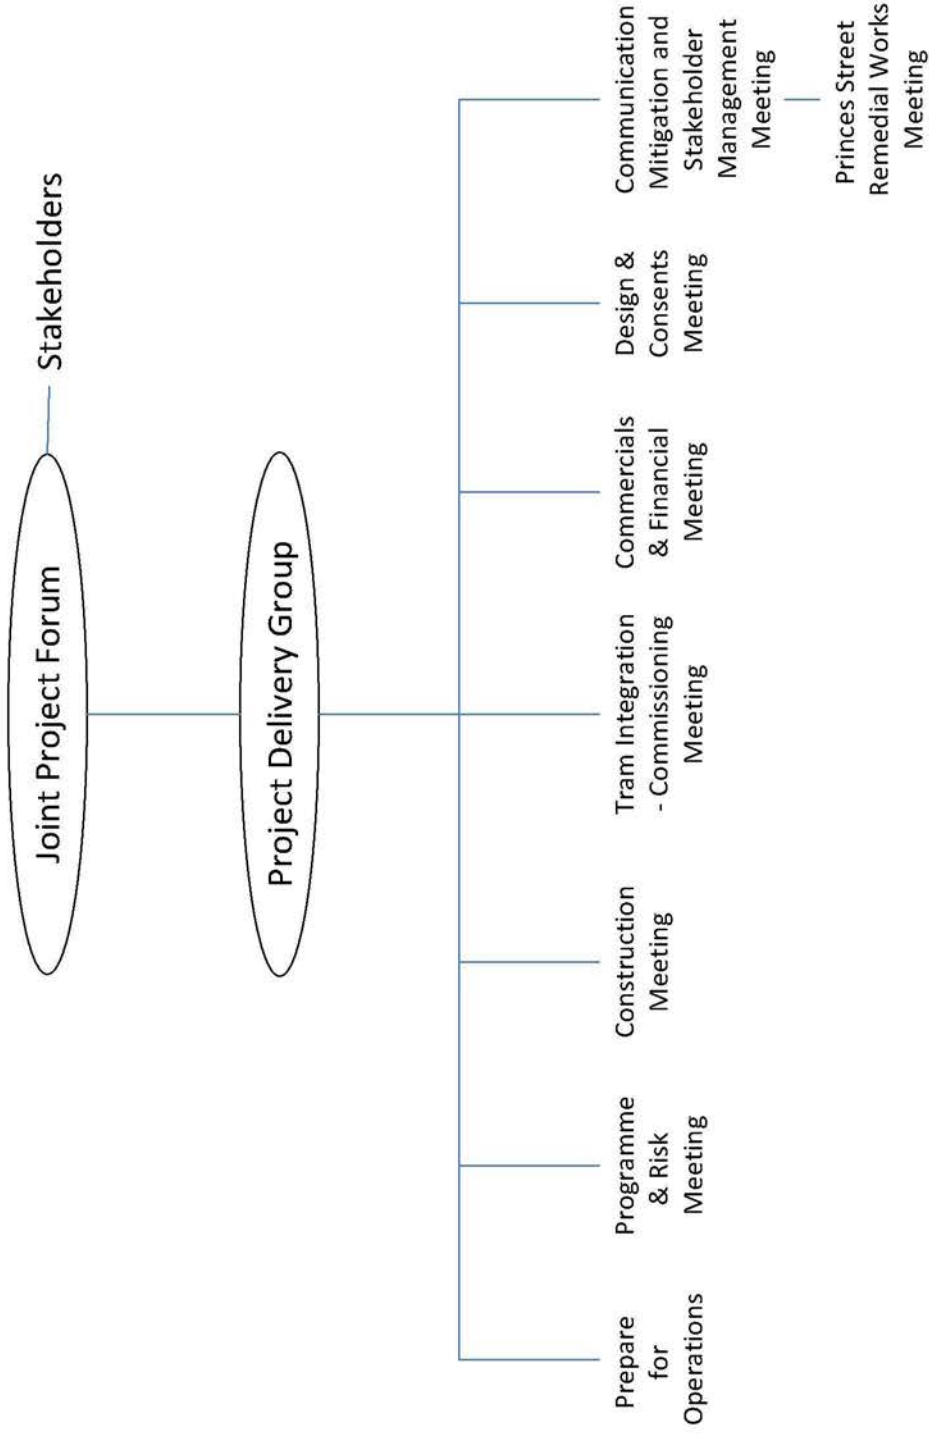 Joint Project Forum
Stakeholders
Project Delivery Group
Prepare
for
Operations
Programme
& Risk
Meeting
Construction
Meeting
Tram Integration
- Commissioning
Meeting
Commercials
& Financial
Meeting
Design &
Consents
Meeting
Communication
Mitigation and
Stakeholder
Management
Meeting
Princes Street
Remedial Works
Meeting